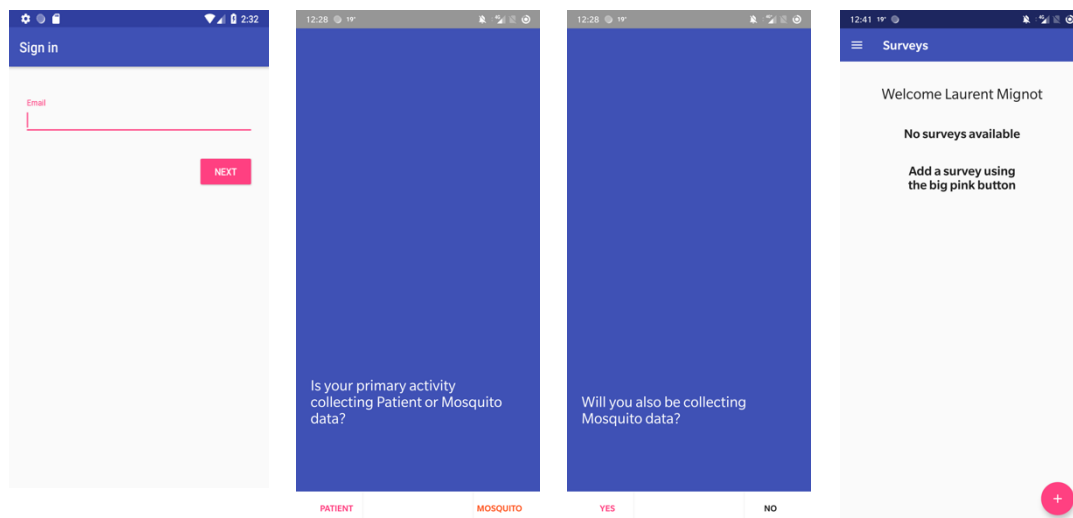 2:32
Sign in
Email
NEXT
12:28 19°
Is your primary activity
collecting Patient or Mosquito
data?
PATIENT MOSQUITO
12:28 19°
Will you also be collecting
Mosquito data?
YES NO
12:41 19°
Surveys
Welcome Laurent Mignot
No surveys available
Add a survey using
the big pink button